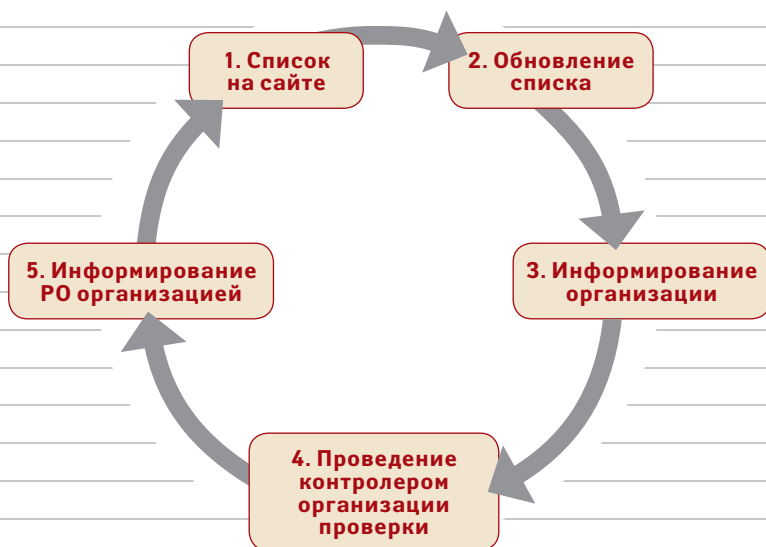 1. Список
на сайте
2. Обновление
списка
3. Информирование
организации
4. Проведение
контролером
организации
проверки
5. Информирование
РО организацией